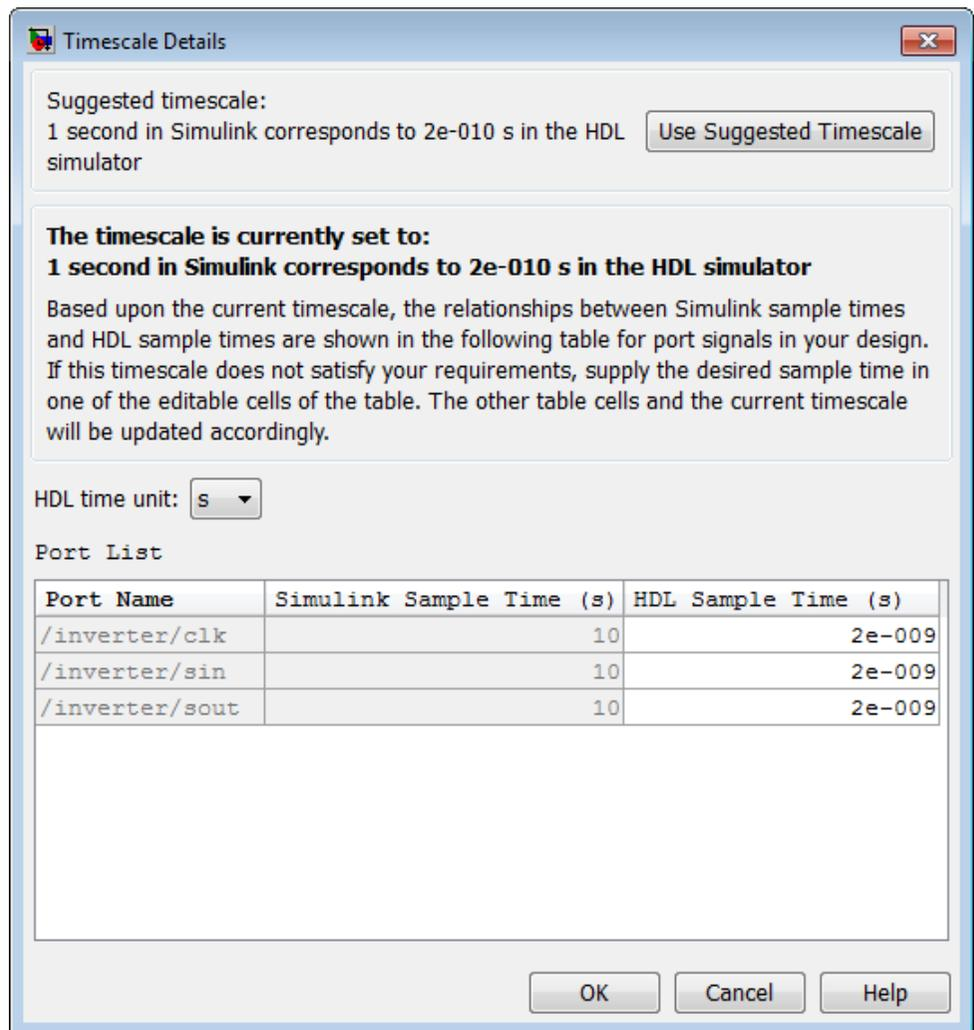 Timescale Details
Suggested timescale:
1 second in Simulink corresponds to 2e-010 s in the HDL
simulator
Use Suggested Timescale
The timescale is currently set to:
1 second in Simulink corresponds to 2e-010 s in the HDL simulator
Based upon the current timescale, the relationships between Simulink sample times
and HDL sample times are shown in the following table for port signals in your design.
If this timescale does not satisfy your requirements, supply the desired sample time in
one of the editable cells of the table. The other table cells and the current timescale
will be updated accordingly.
HDL time unit: s
Port List
Port Name Simulink Sample Time (s) HDL Sample Time (s)
/inverter/clk 10 2e-009
/inverter/sin 10 2e-009
/inverter/sout 10 2e-009
OK Cancel Help